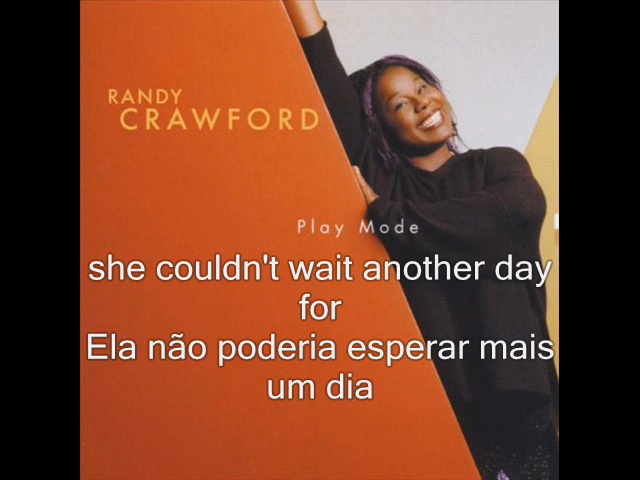 RANDY
CRAWFORD
Play Mode
she couldn't wait another day
for
Ela não poderia esperar mais
um dia